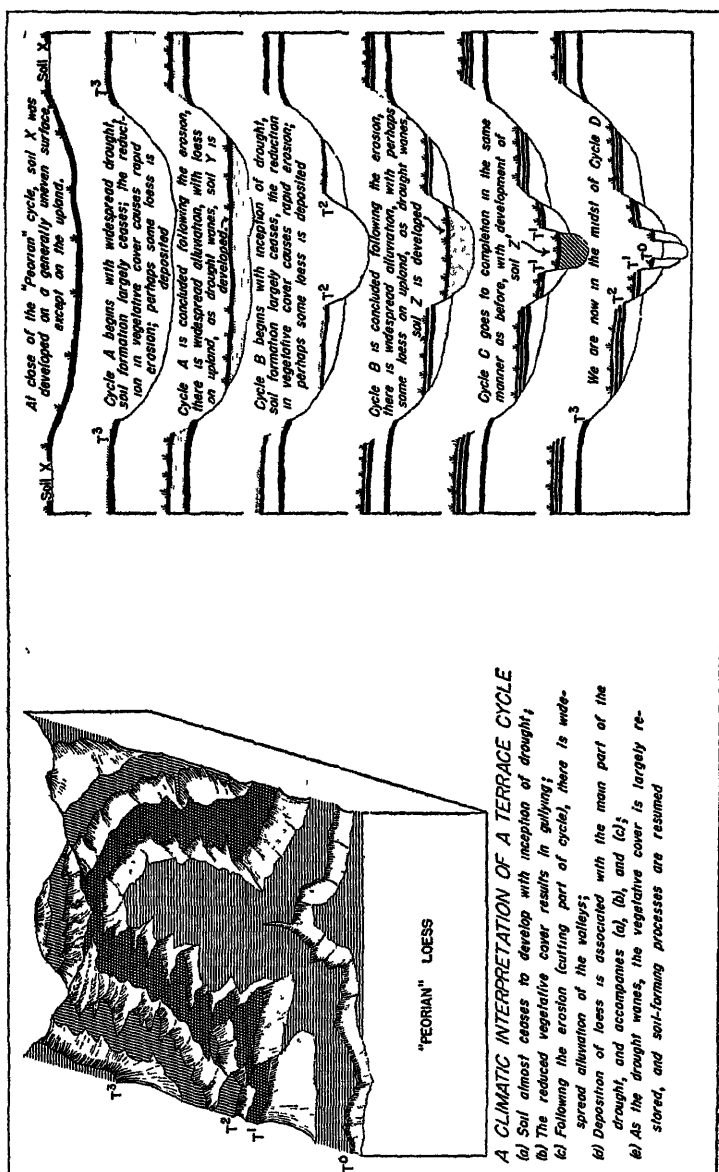 T³
T²
T¹
T⁰
"PEORIAN" LOESS
A CLIMATIC INTERPRETATION OF A TERRACE CYCLE
(a) Soil almost ceases to develop with inception of drought;
(b) The reduced vegetative cover results in gullying;
(c) Following the erosion (cutting part of cycle), there is wide-
spread alluviation of the valleys;
(d) Deposition of loess is associated with the main part of the
drought, and accompanies (a), (b), and (c);
(e) As the drought wanes, the vegetative cover is largely re-
stored, and soil-forming processes are resumed
Soil X
At close of the "Peorian" cycle, soil X was
developed on a generally uneven surface,
except on the upland.
Soil X
T³
T³
Cycle A begins with widespread drought,
soil formation largely ceases; the reduct-
ion in vegetative cover causes rapid
erosion; perhaps some loess is
deposited
Cycle A is concluded following the erosion,
there is widespread alluviation, with loess
on upland, as drought wanes, soil Y is
developed
Cycle B begins with inception of drought,
soil formation largely ceases, the reduction
in vegetative cover causes rapid erosion;
perhaps some loess is deposited
T²
T²
Cycle B is concluded following the erosion,
there is widespread alluviation, with perhaps
some loess on upland, as drought wanes,
soil Z is developed
Cycle C goes to completion in the same
manner as before, with development of
soil Z'
T¹
T¹
We are now in the midst of Cycle D
T³
T²
T¹
T⁰